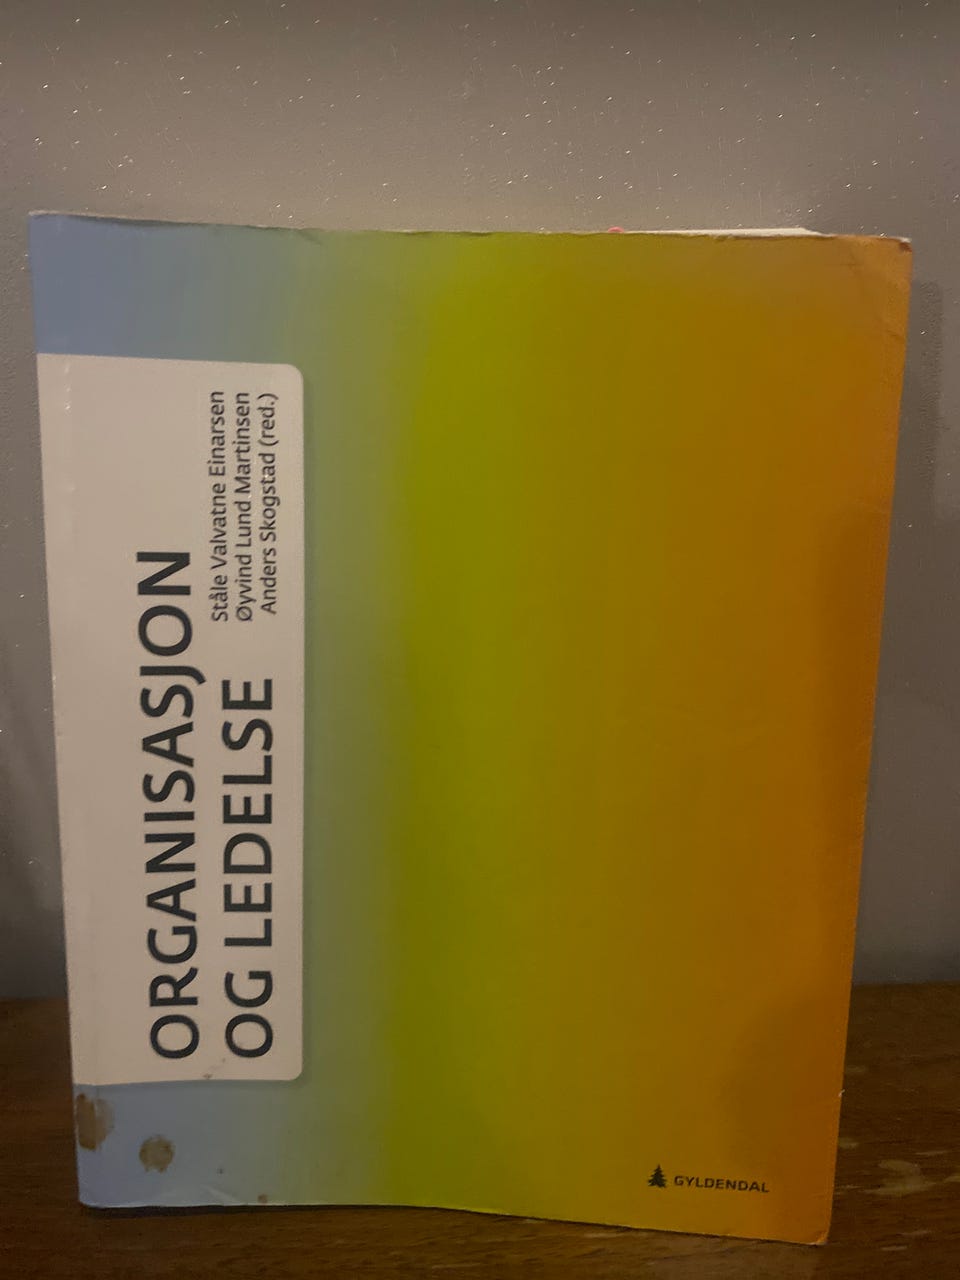 ORGANISASJON
OG LEDELSE
Ståle Valvatne Einarsen
Øyvind Lund Martinsen
Anders Skogstad (red.)
GYLDENDAL